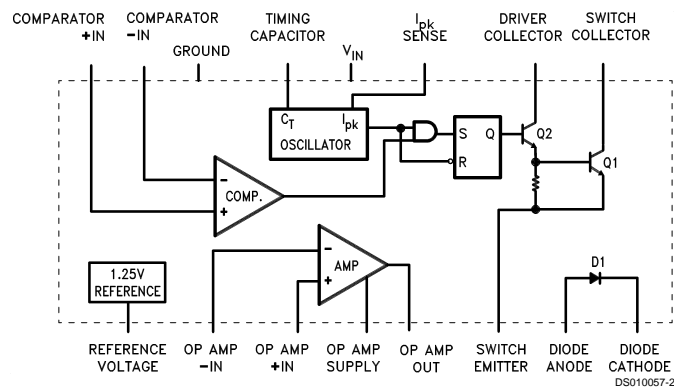 COMPARATOR
+IN
COMPARATOR
−IN
GROUND
TIMING
CAPACITOR
VIN
Ipk
SENSE
DRIVER
COLLECTOR
SWITCH
COLLECTOR
CT
Ipk
OSCILLATOR
S
Q
R
Q2
Q1
−
COMP.
+
−
AMP
+
1.25V
REFERENCE
D1
REFERENCE
VOLTAGE
OP AMP
−IN
OP AMP
+IN
OP AMP
SUPPLY
OP AMP
OUT
SWITCH
EMITTER
DIODE
ANODE
DIODE
CATHODE
DS010057-2